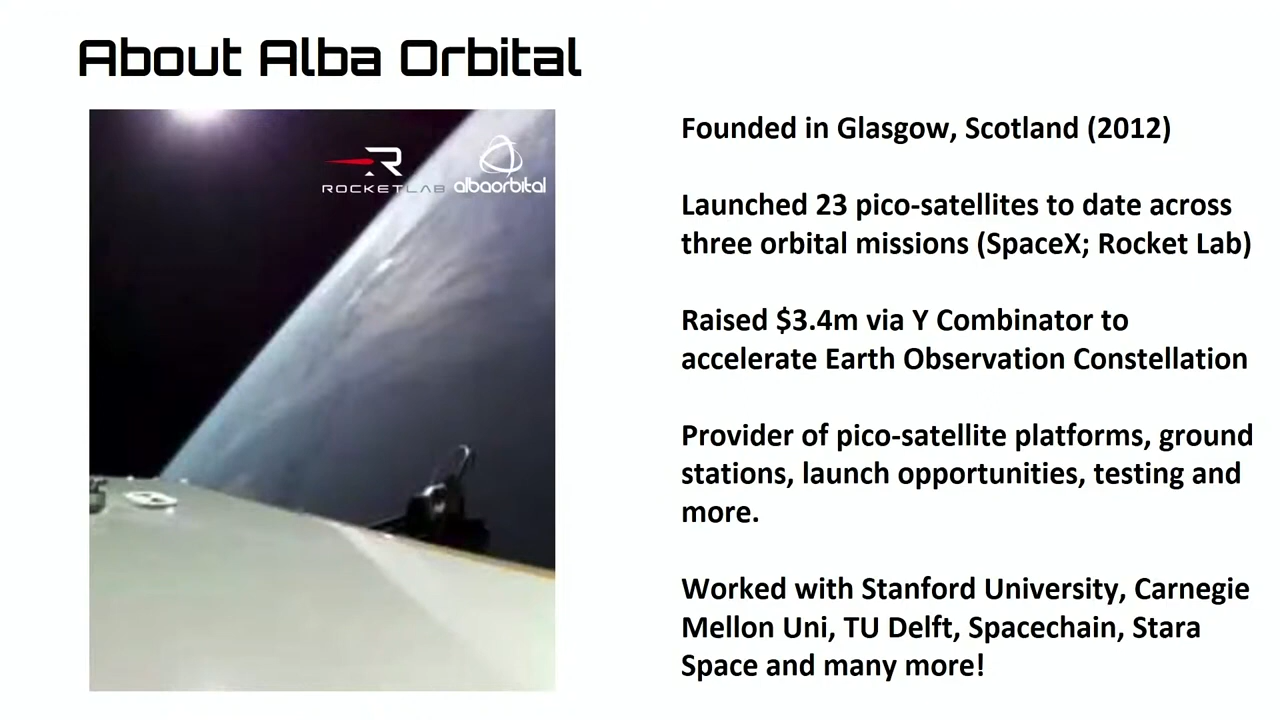 About Alba Orbital
ROCKETLAB
albaorbital
Founded in Glasgow, Scotland (2012)
Launched 23 pico-satellites to date across
three orbital missions (SpaceX; Rocket Lab)
Raised $3.4m via Y Combinator to
accelerate Earth Observation Constellation
Provider of pico-satellite platforms, ground
stations, launch opportunities, testing and
more.
Worked with Stanford University, Carnegie
Mellon Uni, TU Delft, Spacechain, Stara
Space and many more!